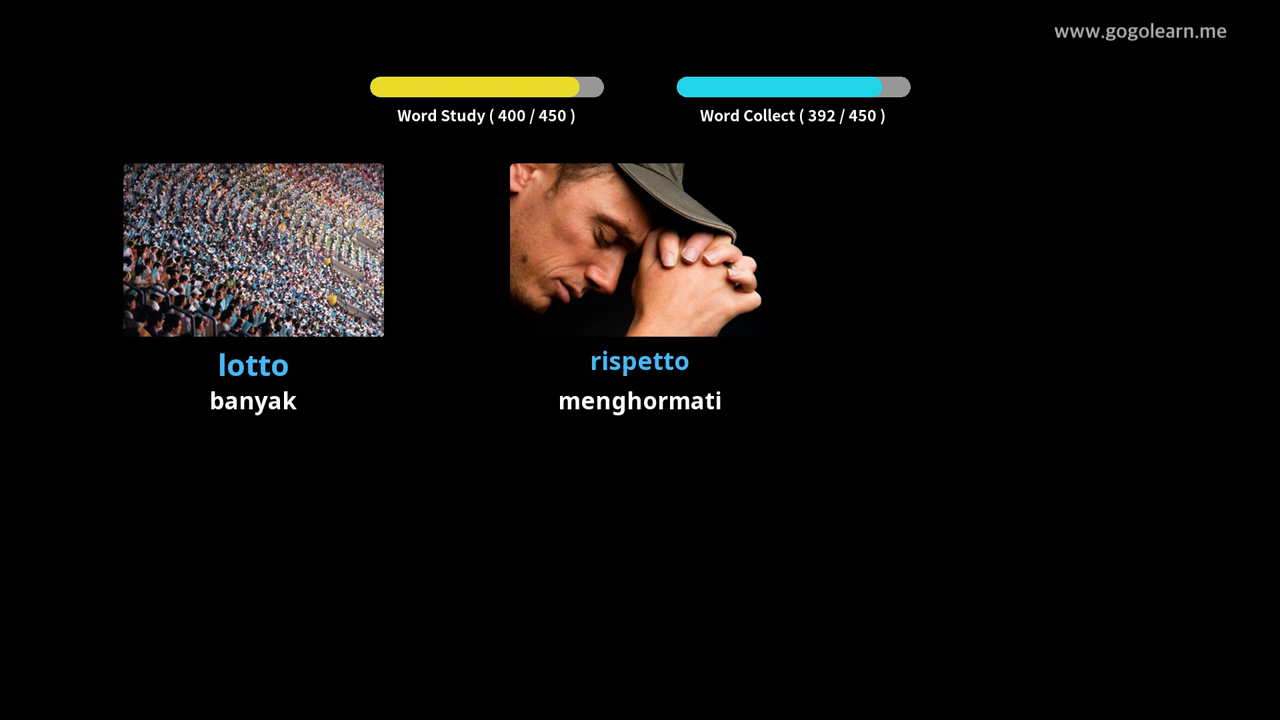 www.gogolearn.me
Word Study ( 400 / 450 )
Word Collect ( 392 / 450 )
lotto
banyak
rispetto
menghormati